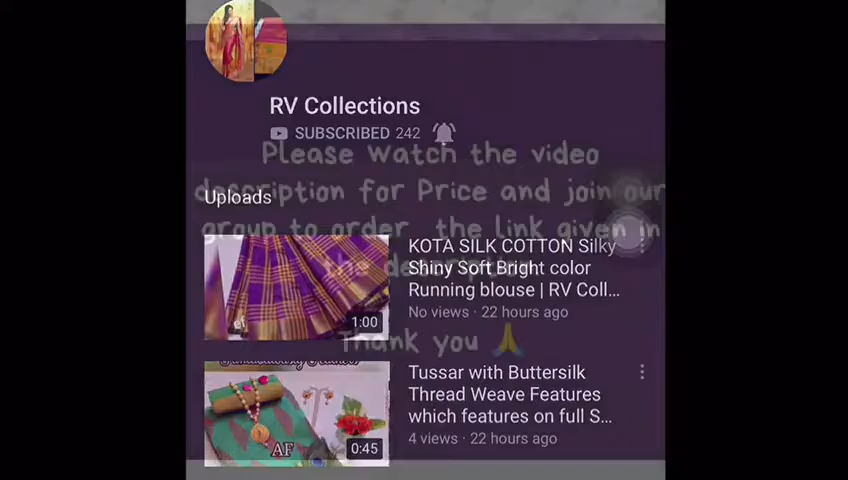 RV Collections
SUBSCRIBED 242
Please Watch the video
description for Price and join our
Uploads
group to order the link given in
the description
KOTA SILK COTTON Silky
Shiny Soft Bright color
Running blouse | RV Coll...
No views · 22 hours ago
1:00
Thank you 🙏
Tussar with Buttersilk
Thread Weave Features
which features on full S...
4 views · 22 hours ago
AF
0:45